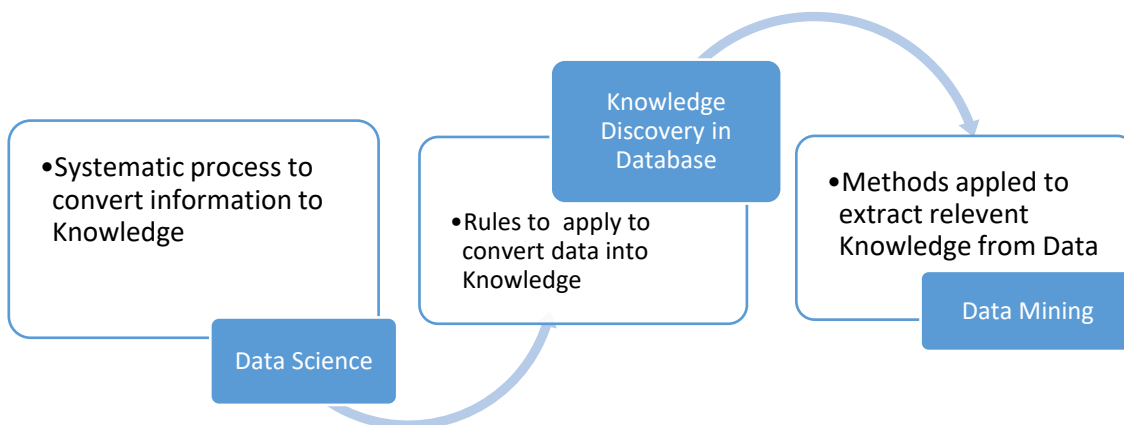 •Systematic process to
convert information to
Knowledge
Data Science
Knowledge
Discovery in
Database
•Rules to  apply to
convert data into
Knowledge
•Methods appled to
extract relevent
Knowledge from Data
Data Mining